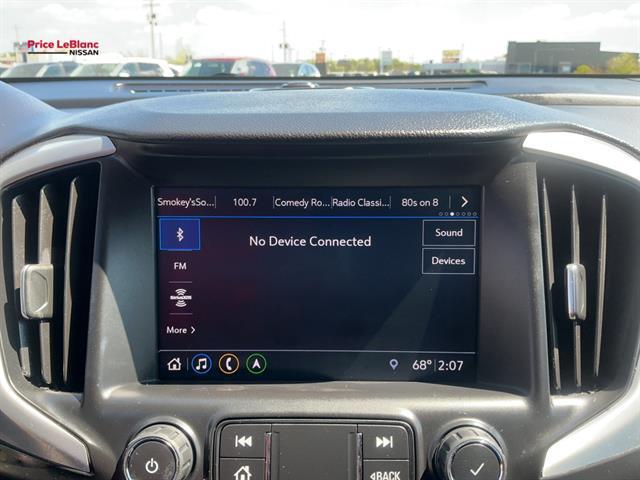 Price LeBlanc
NISSAN
Smokey'sSo... 100.7 Comedy Ro... Radio Classi... 80s on 8
No Device Connected
Sound
FM
Devices
SiriusXM
More
68° 2:07
BACK